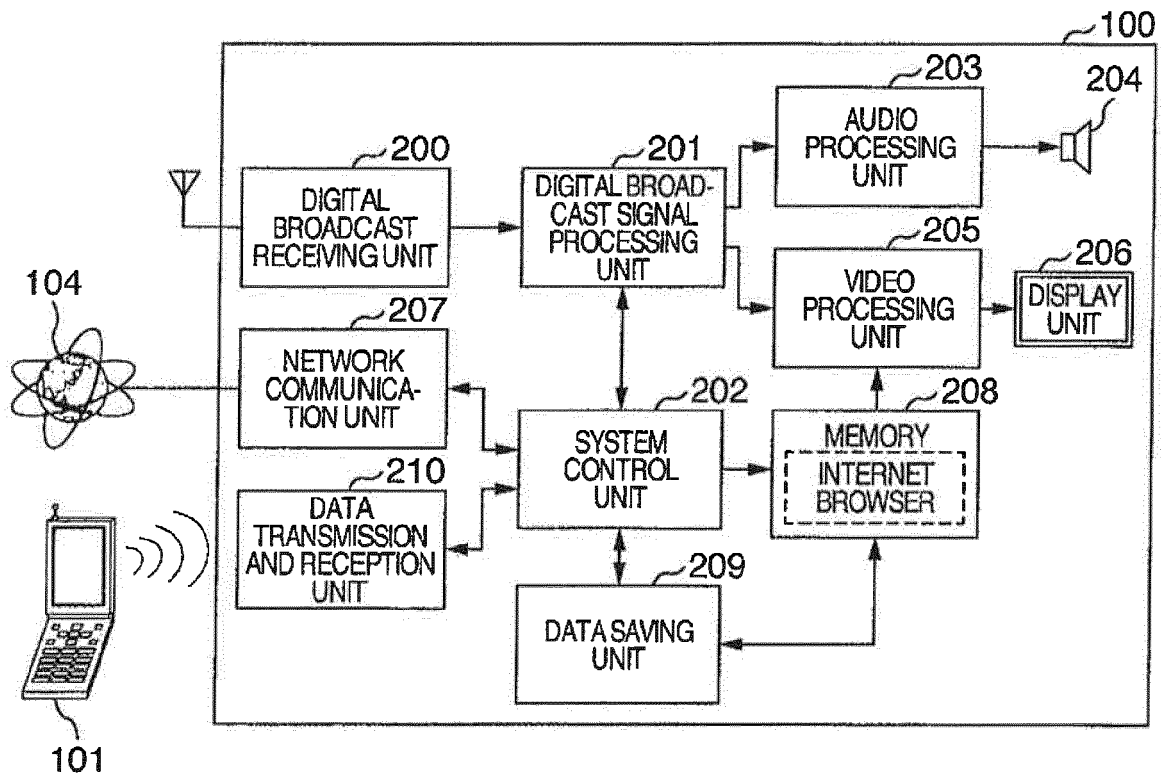 100
203
204
AUDIO
PROCESSING
UNIT
200
201
DIGITAL
BROADCAST
RECEIVING UNIT
DIGITAL BROAD-
CAST SIGNAL
PROCESSING
UNIT
205
206
VIDEO
PROCESSING
UNIT
DISPLAY
UNIT
104
207
NETWORK
COMMUNICA-
TION UNIT
202
SYSTEM
CONTROL
UNIT
208
MEMORY
INTERNET
BROWSER
210
DATA
TRANSMISSION
AND RECEPTION
UNIT
209
DATA SAVING
UNIT
101